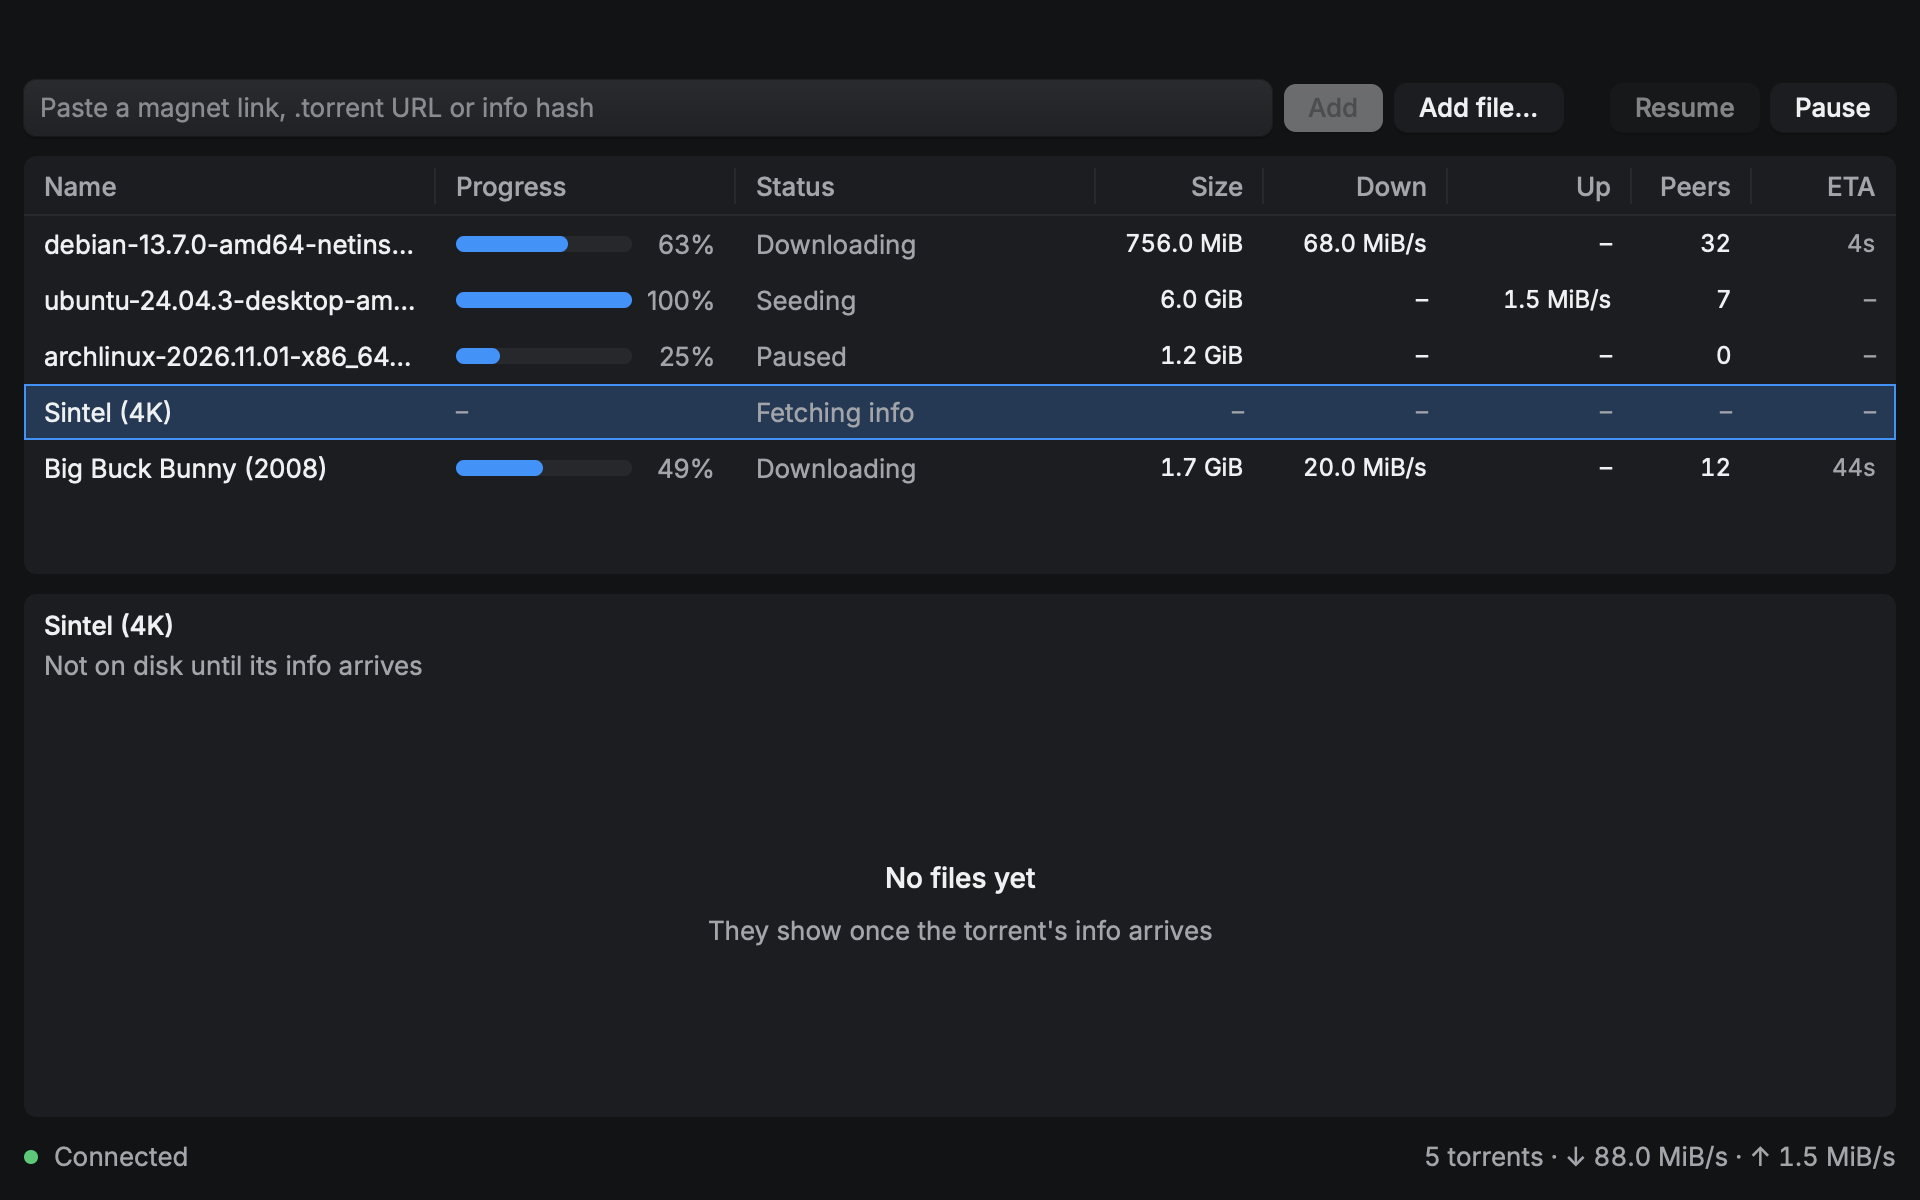 Paste a magnet link, .torrent URL or info hash Add Add file... Resume Pause
Name Progress Status Size Down Up Peers ETA
debian-13.7.0-amd64-netins... 63% Downloading 756.0 MiB 68.0 MiB/s – 32 4s
ubuntu-24.04.3-desktop-am... 100% Seeding 6.0 GiB – 1.5 MiB/s 7 –
archlinux-2026.11.01-x86_64... 25% Paused 1.2 GiB – – 0 –
Sintel (4K) – Fetching info – – – – –
Big Buck Bunny (2008) 49% Downloading 1.7 GiB 20.0 MiB/s – 12 44s
Sintel (4K)
Not on disk until its info arrives
No files yet
They show once the torrent's info arrives
Connected 5 torrents · ↓ 88.0 MiB/s · ↑ 1.5 MiB/s